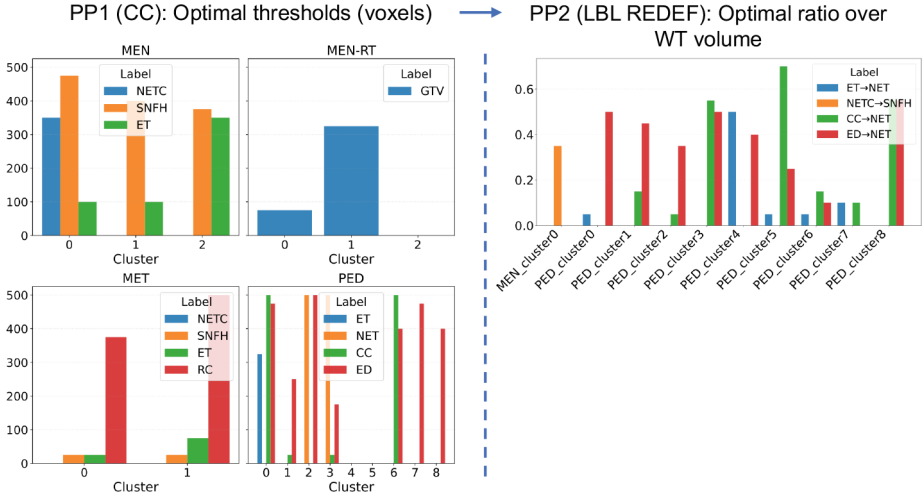 PP1 (CC): Optimal thresholds (voxels)
PP2 (LBL REDEF): Optimal ratio over
WT volume
MEN
500
400
300
200
100
0
Label
NETC
SNFH
ET
0 1 2
Cluster
MEN-RT
Label
GTV
0 1 2
Cluster
MET
500
400
300
200
100
0
Label
NETC
SNFH
ET
RC
0 1
Cluster
PED
Label
ET
NET
CC
ED
0 1 2 3 4 5 6 7 8
Cluster
0.6
0.4
0.2
0.0
Label
ET→NET
NETC→SNFH
CC→NET
ED→NET
MEN_cluster0
PED_cluster0
PED_cluster1
PED_cluster2
PED_cluster3
PED_cluster4
PED_cluster5
PED_cluster6
PED_cluster7
PED_cluster8